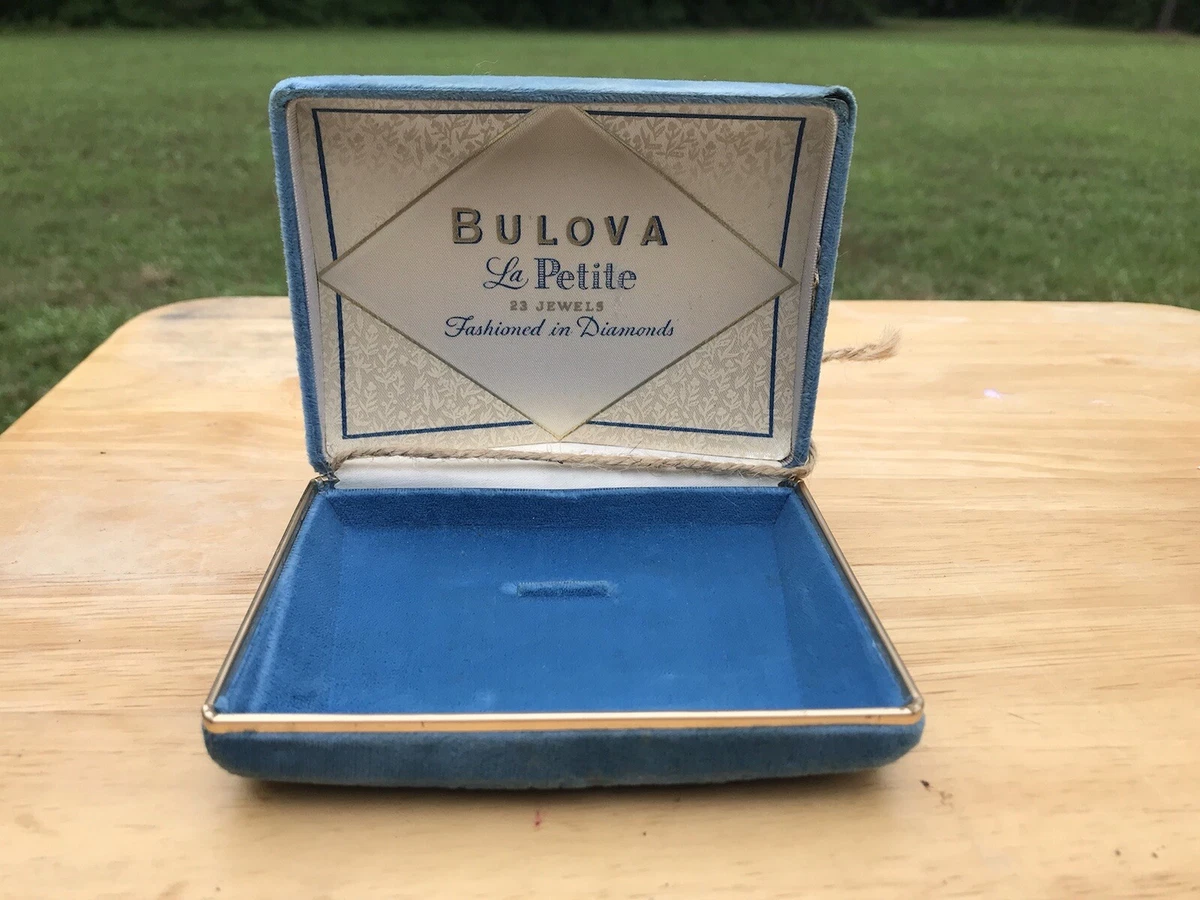 BULOVA
La Petite
23 JEWELS
Fashioned in Diamonds